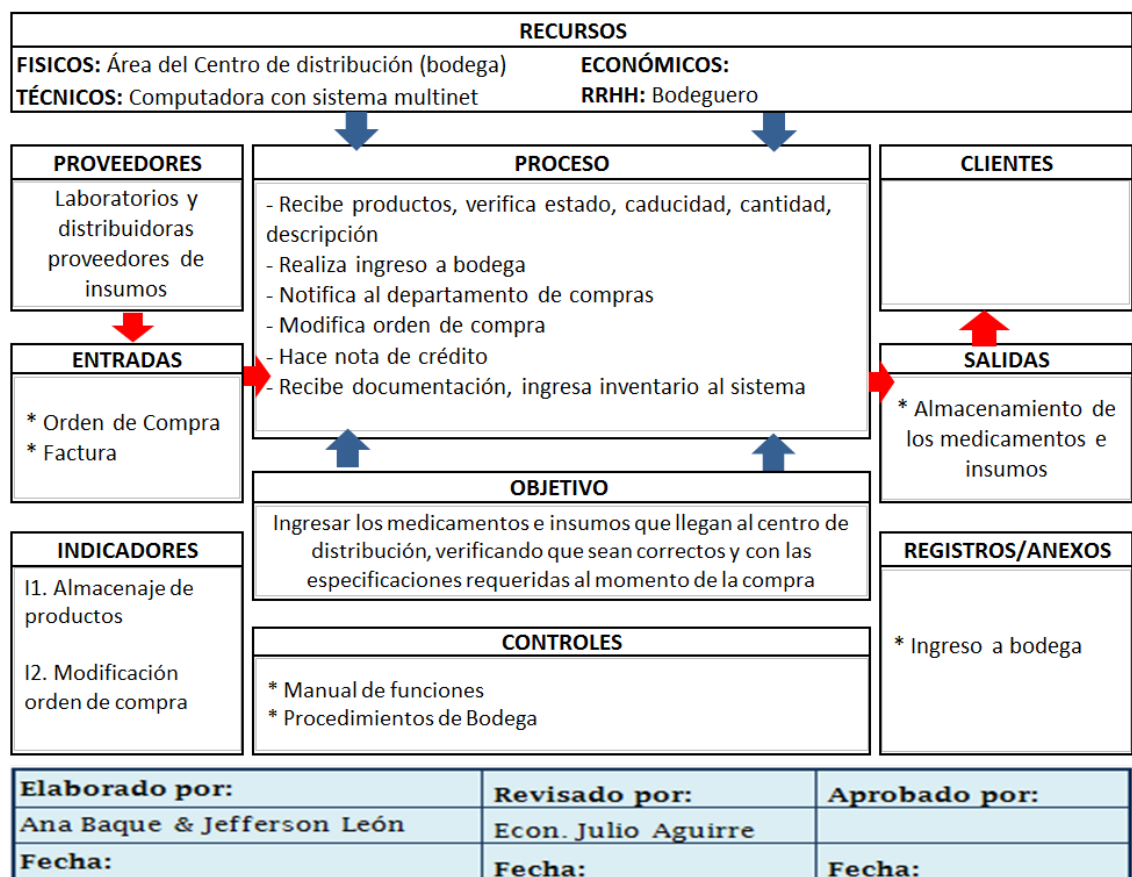 RECURSOS
FISICOS: Área del Centro de distribución (bodega)
ECONÓMICOS:
TÉCNICOS: Computadora con sistema multinet
RRHH: Bodeguero
PROVEEDORES
Laboratorios y
distribuidoras
proveedores de
insumos
ENTRADAS
* Orden de Compra
* Factura
INDICADORES
I1. Almacenaje de
productos
I2. Modificación
orden de compra
PROCESO
- Recibe productos, verifica estado, caducidad, cantidad,
descripción
- Realiza ingreso a bodega
- Notifica al departamento de compras
- Modifica orden de compra
- Hace nota de crédito
- Recibe documentación, ingresa inventario al sistema
OBJETIVO
Ingresar los medicamentos e insumos que llegan al centro de
distribución, verificando que sean correctos y con las
especificaciones requeridas al momento de la compra
CONTROLES
* Manual de funciones
* Procedimientos de Bodega
CLIENTES
SALIDAS
* Almacenamiento de
los medicamentos e
insumos
REGISTROS/ANEXOS
* Ingreso a bodega
Elaborado por:
Revisado por:
Aprobado por:
Ana Baque & Jefferson León
Econ. Julio Aguirre
Fecha:
Fecha:
Fecha: